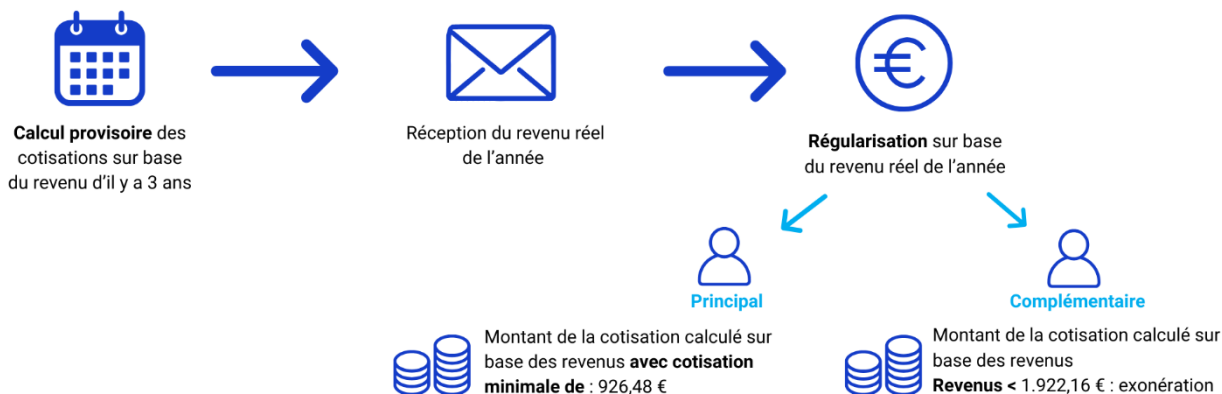 Calcul provisoire des
cotisations sur base
du revenu d'il y a 3 ans
Réception du revenu réel
de l'année
Régularisation sur base
du revenu réel de l'année
Principal
Montant de la cotisation calculé sur
base des revenus avec cotisation
minimale de : 926,48 €
Complémentaire
Montant de la cotisation calculé sur
base des revenus
Revenus < 1.922,16 € : exonération